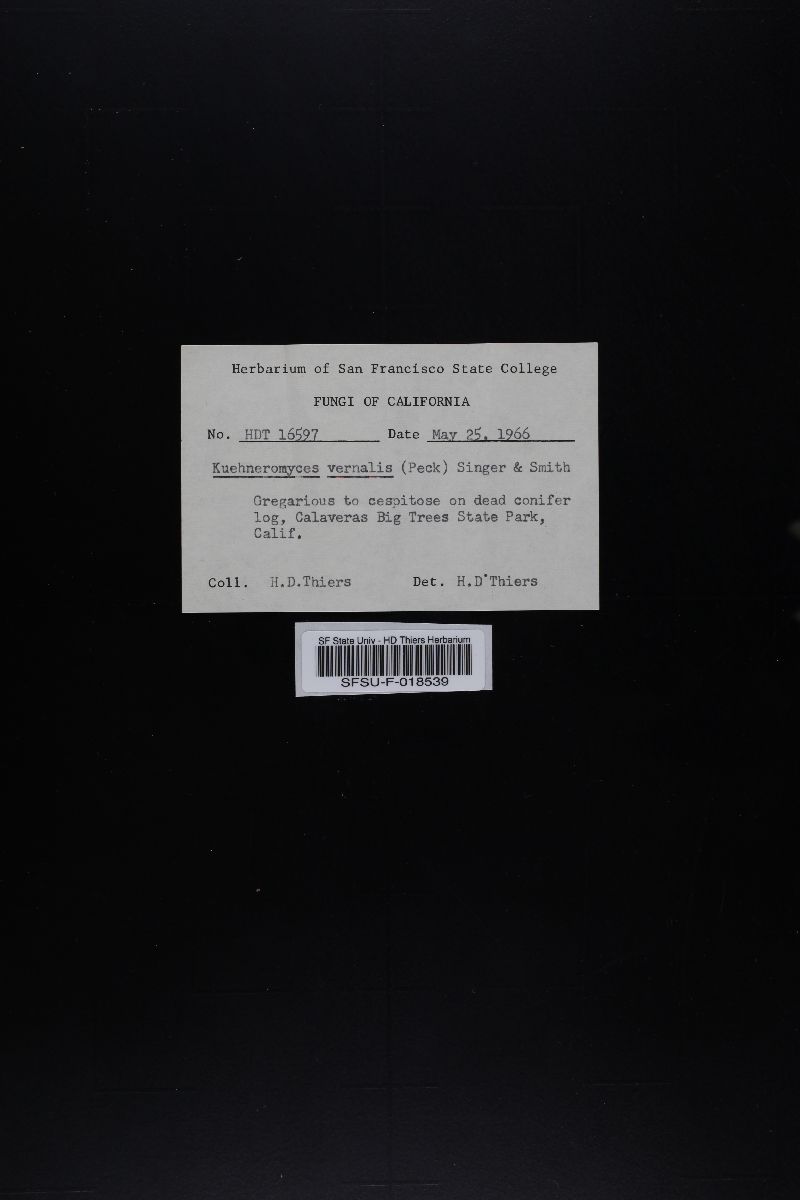 Herbarium of San Francisco State College
FUNGI OF CALIFORNIA
No. HDT 16597 Date May 25, 1966
Kuehneromyces vernalis (Peck) Singer & Smith
Gregarious to cespitose on dead conifer
log, Calaveras Big Trees State Park,
Calif.
Coll. H.D.Thiers Det. H.D'Thiers
SF State Univ - HD Thiers Herbarium
SFSU-F-018539